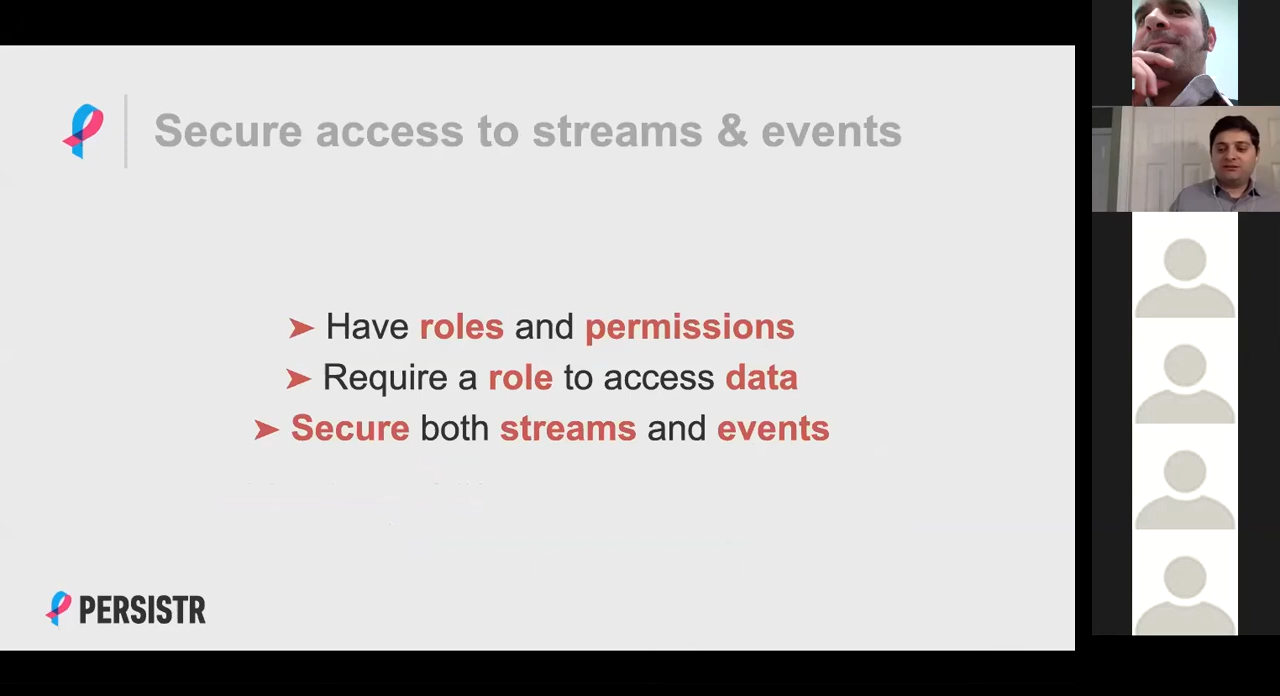 Secure access to streams & events
➤ Have roles and permissions
➤ Require a role to access data
➤ Secure both streams and events
PERSISTR